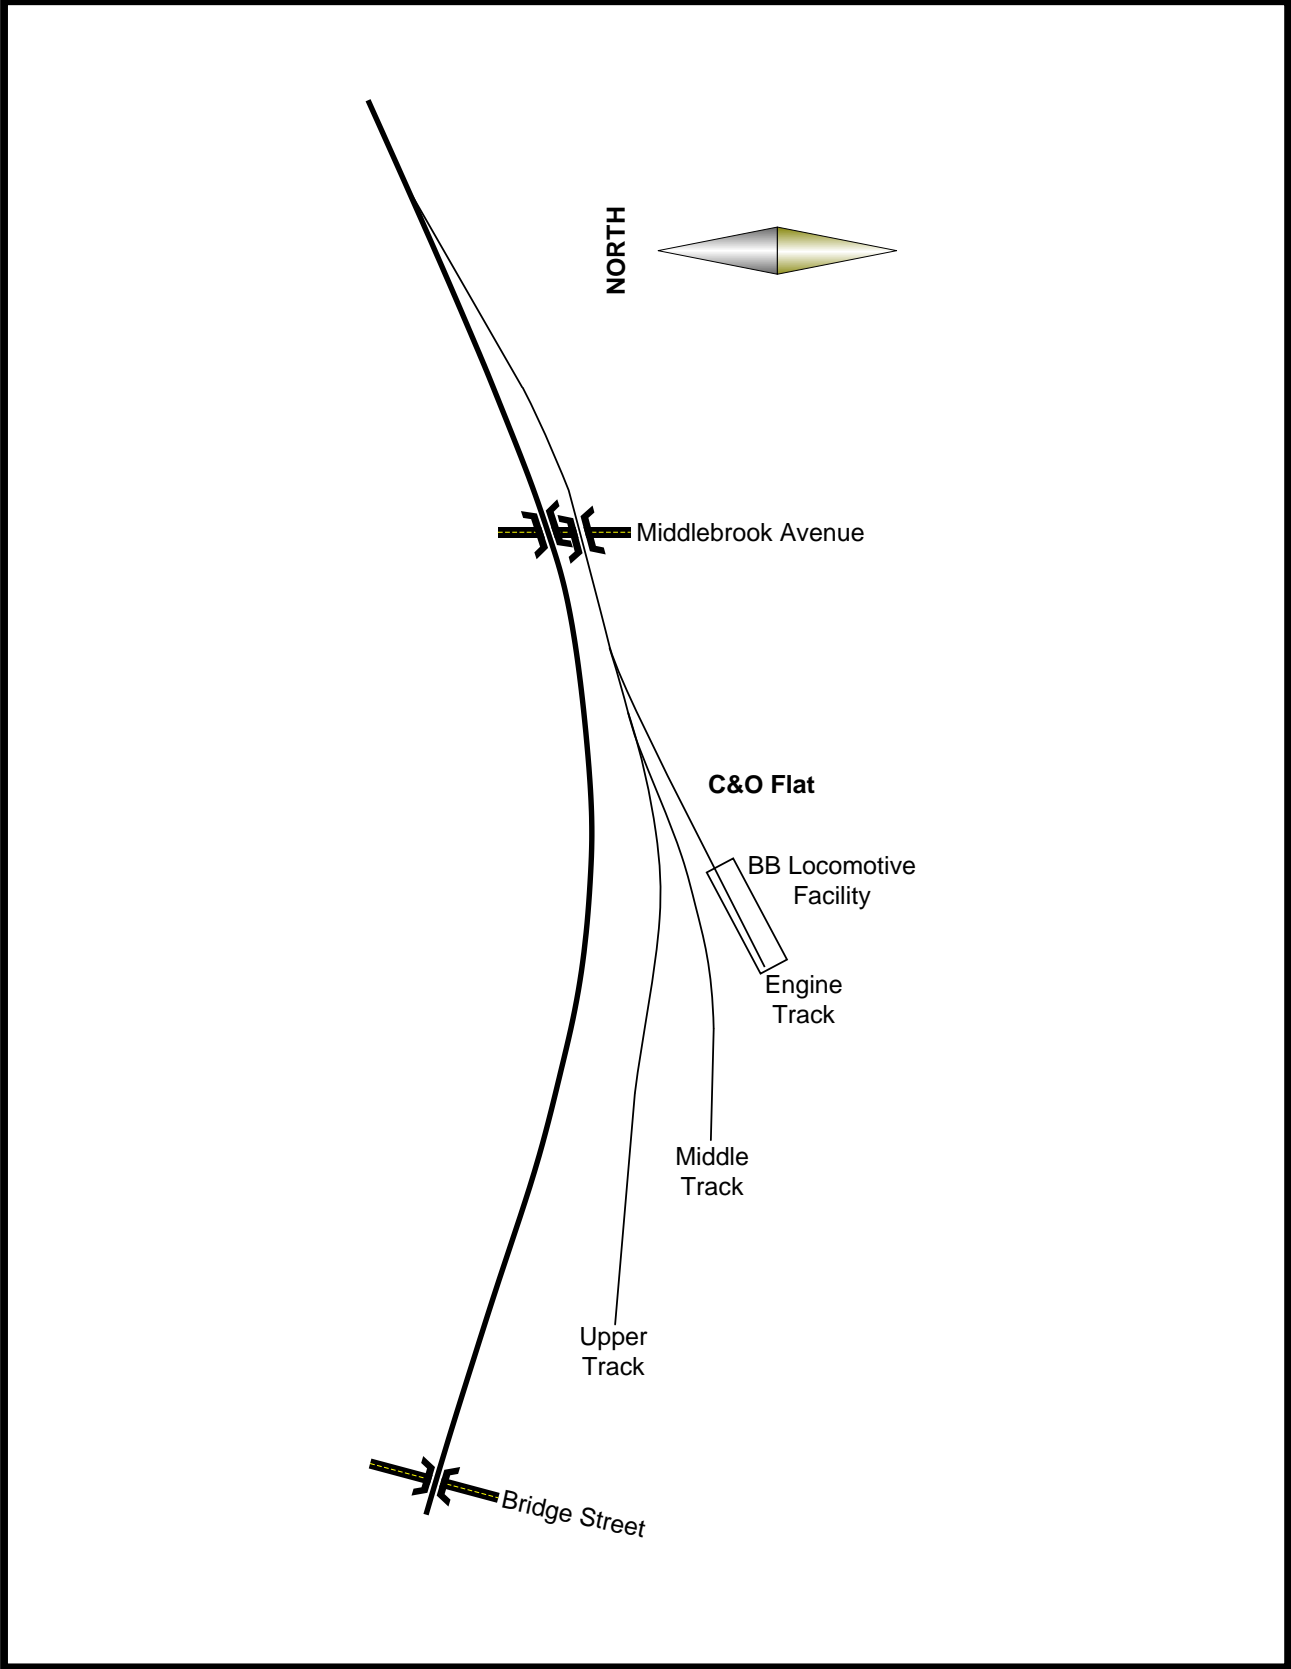 NORTH
Middlebrook Avenue
C&O Flat
BB Locomotive
Facility
Engine
Track
Middle
Track
Upper
Track
Bridge Street